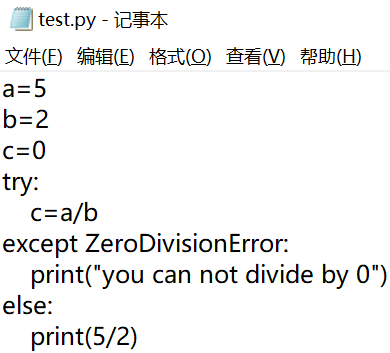 test.py - 记事本
文件(F) 编辑(E) 格式(O) 查看(V) 帮助(H)
a=5
b=2
c=0
try:
    c=a/b
except ZeroDivisionError:
    print("you can not divide by 0")
else:
    print(5/2)